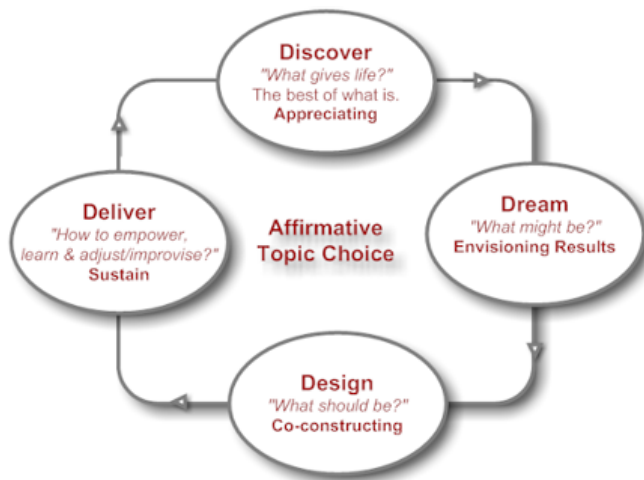 Discover
"What gives life?"
The best of what is.
Appreciating
Dream
"What might be?"
Envisioning Results
Design
"What should be?"
Co-constructing
Deliver
"How to empower,
learn & adjust/improvise?"
Sustain
Affirmative
Topic Choice